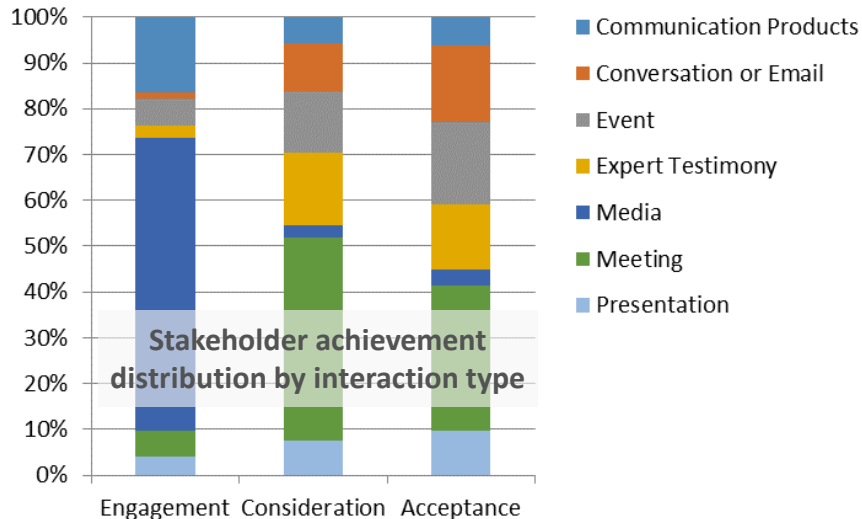 100%
90%
80%
70%
60%
50%
40%
30%
20%
10%
0%
Stakeholder achievement
distribution by interaction type
Engagement Consideration Acceptance
Communication Products
Conversation or Email
Event
Expert Testimony
Media
Meeting
Presentation